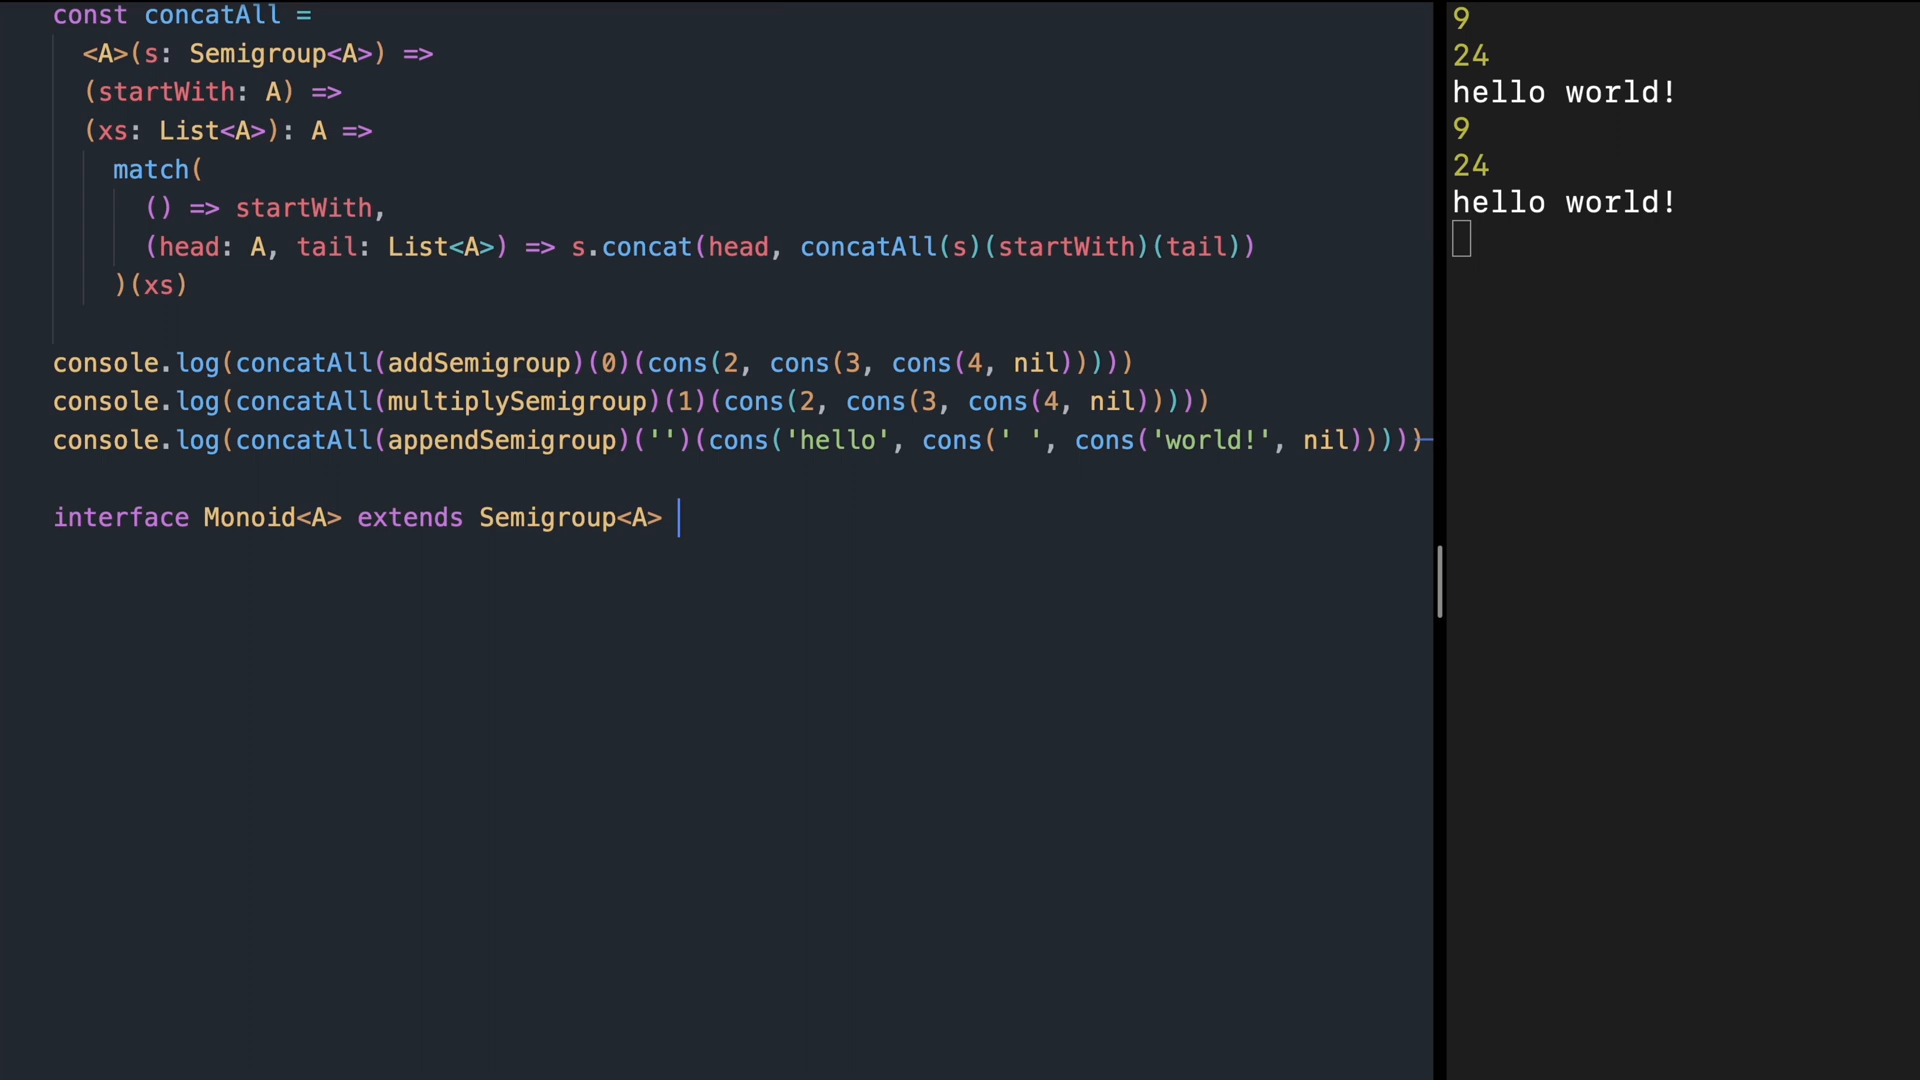 const concatAll =
<A>(s: Semigroup<A>) =>
(startWith: A) =>
(xs: List<A>): A =>
match(
() => startWith,
(head: A, tail: List<A>) => s.concat(head, concatAll(s)(startWith)(tail))
)(xs)
console.log(concatAll(addSemigroup)(0)(cons(2, cons(3, cons(4, nil)))))
console.log(concatAll(multiplySemigroup)(1)(cons(2, cons(3, cons(4, nil)))))
console.log(concatAll(appendSemigroup)('')(cons('hello', cons(' ', cons('world!', nil)))))
interface Monoid<A> extends Semigroup<A>
9
24
hello world!
9
24
hello world!